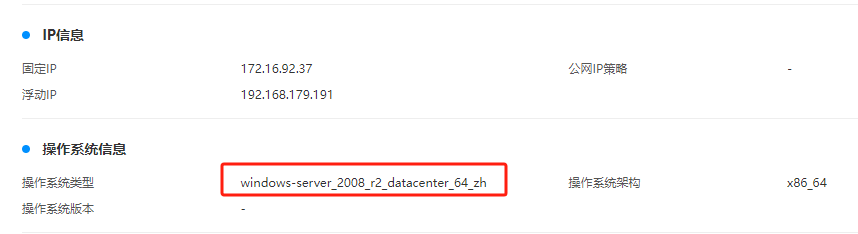 IP信息
固定IP 172.16.92.37 公网IP策略 -
浮动IP 192.168.179.191
操作系统信息
操作系统类型 windows-server_2008_r2_datacenter_64_zh 操作系统架构 x86_64
操作系统版本 -